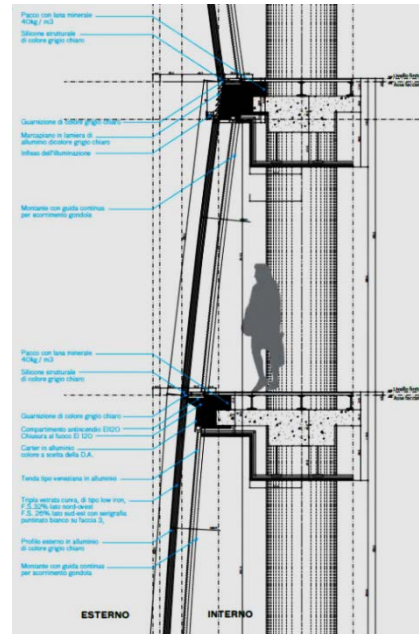 Pacco con lana minerale
40kg / m3
Silicone strutturale
di colore grigio chiaro
Guarnizione di colore grigio chiaro
Marcapiano in lamiera di
alluminio dicolore grigio chiaro
Infisso dell'illuminazione
Montante con guida continua
per scorrimento gondola
Pacco con lana minerale
40kg / m3
Silicone strutturale
di colore grigio chiaro
Guarnizione di colore grigio chiaro
Compartimento antincendio EI120
Chiusura al fuoco EI 120
Carter in alluminio
colore a scelta della D.A.
Tenda tipo veneziana in alluminio
Tripla vetrata curva, di tipo low iron,
F.S.32% lato nord-ovest
F.S. 26% lato sud-est con serigrafia
puntinato bianco su faccia 3,
Profilo esterno in alluminio
di colore grigio chiaro
Montante con guida continua
per scorrimento gondola
ESTERNO
INTERNO